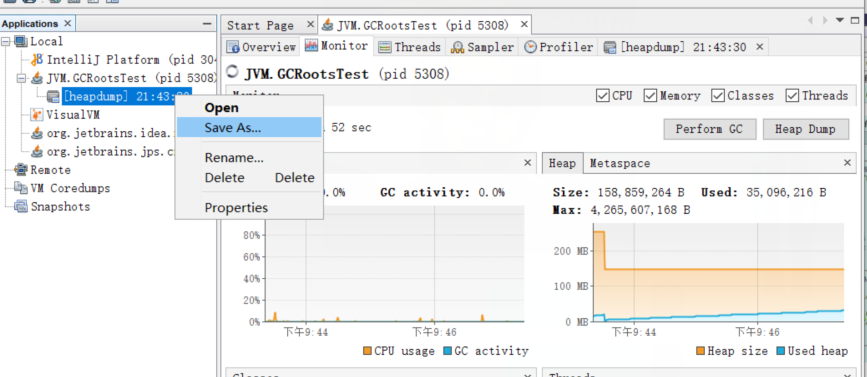 Applications ×
Start Page ×
JVM.GCRootsTest (pid 5308) ×
Local
IntelliJ Platform (pid 304
JVM.GCRootsTest (pid 5308)
[heapdump] 21:43:30
VisualVM
org.jetbrains.idea.
org.jetbrains.jps.c
Remote
VM Coredumps
Snapshots
Open
Save As...
Rename...
Delete Delete
Properties
Overview Monitor Threads Sampler Profiler [heapdump] 21:43:30 ×
JVM.GCRootsTest (pid 5308)
CPU Memory Classes Threads
52 sec
Perform GC Heap Dump
×
.0% GC activity: 0.0%
80%
60%
40%
20%
0%
下午9:44 下午9:46
CPU usage GC activity
Heap Metaspace ×
Size: 158,859,264 B Used: 35,096,216 B
Max: 4,265,607,168 B
200 MB
100 MB
0 MB
下午9:44 下午9:46
Heap size Used heap